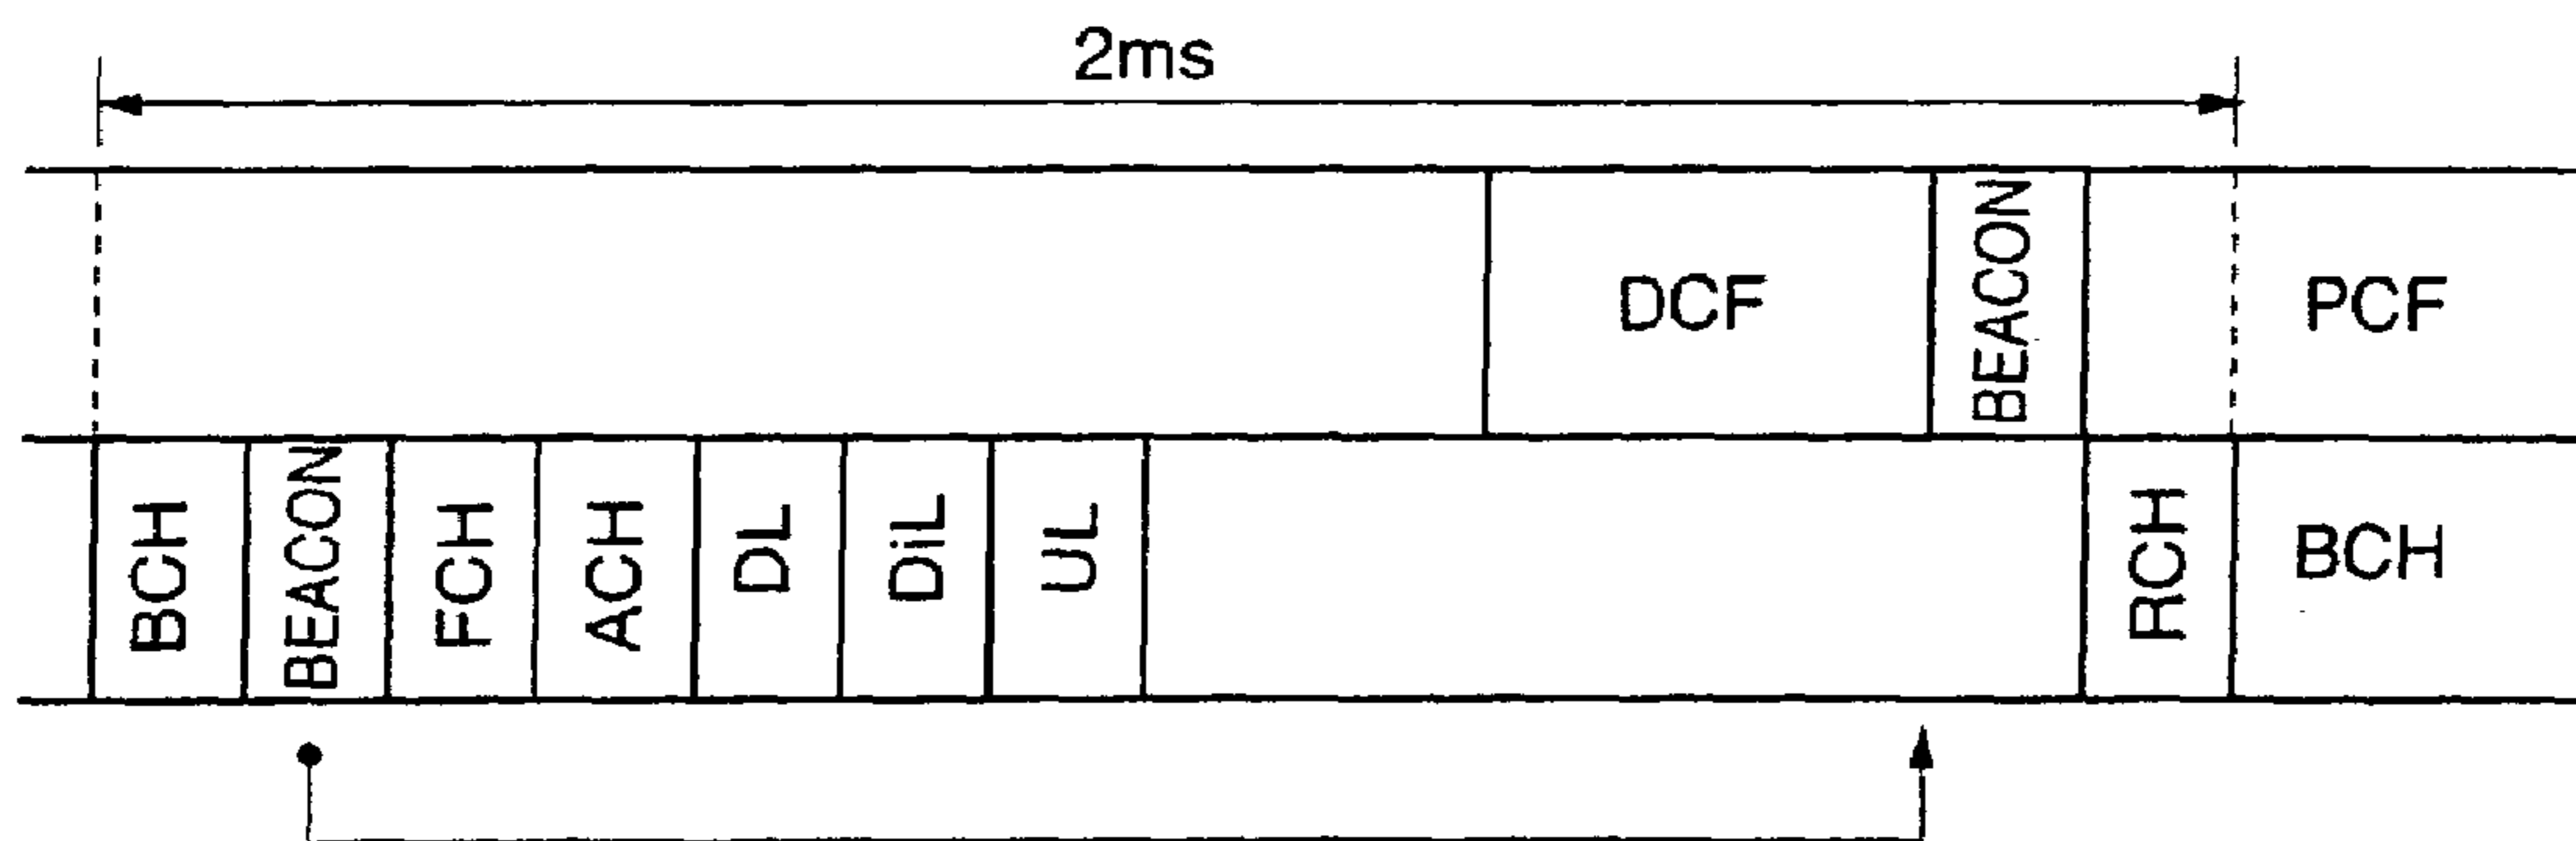 2ms
DCF
BEACON
PCF
BCH
BEACON
FCH
ACH
DL
DiL
UL
RCH
BCH